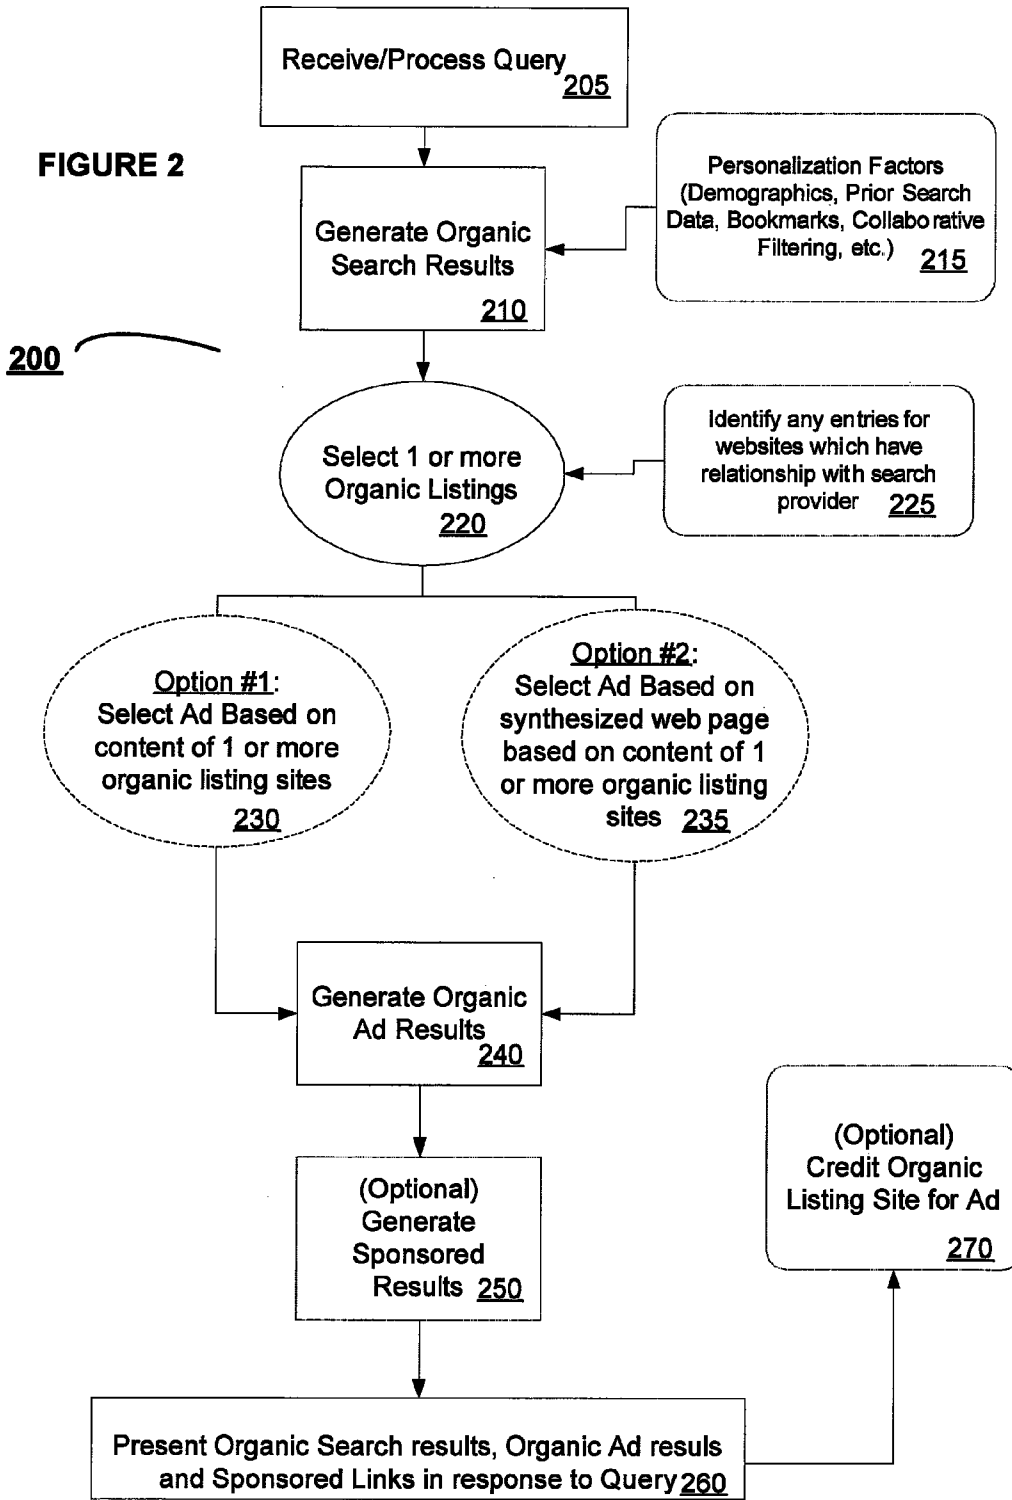 Receive/Process Query
205
FIGURE 2
Personalization Factors
(Demographics, Prior Search
Data, Bookmarks, Collaborative
Filtering, etc.)
215
Generate Organic
Search Results
210
200
Identify any entries for
websites which have
relationship with search
provider
225
Select 1 or more
Organic Listings
220
Option #1:
Select Ad Based on
content of 1 or more
organic listing sites
230
Option #2:
Select Ad Based on
synthesized web page
based on content of 1
or more organic listing
sites 235
Generate Organic
Ad Results
240
(Optional)
Generate
Sponsored
Results 250
(Optional)
Credit Organic
Listing Site for Ad
270
Present Organic Search results, Organic Ad resuls
and Sponsored Links in response to Query 260